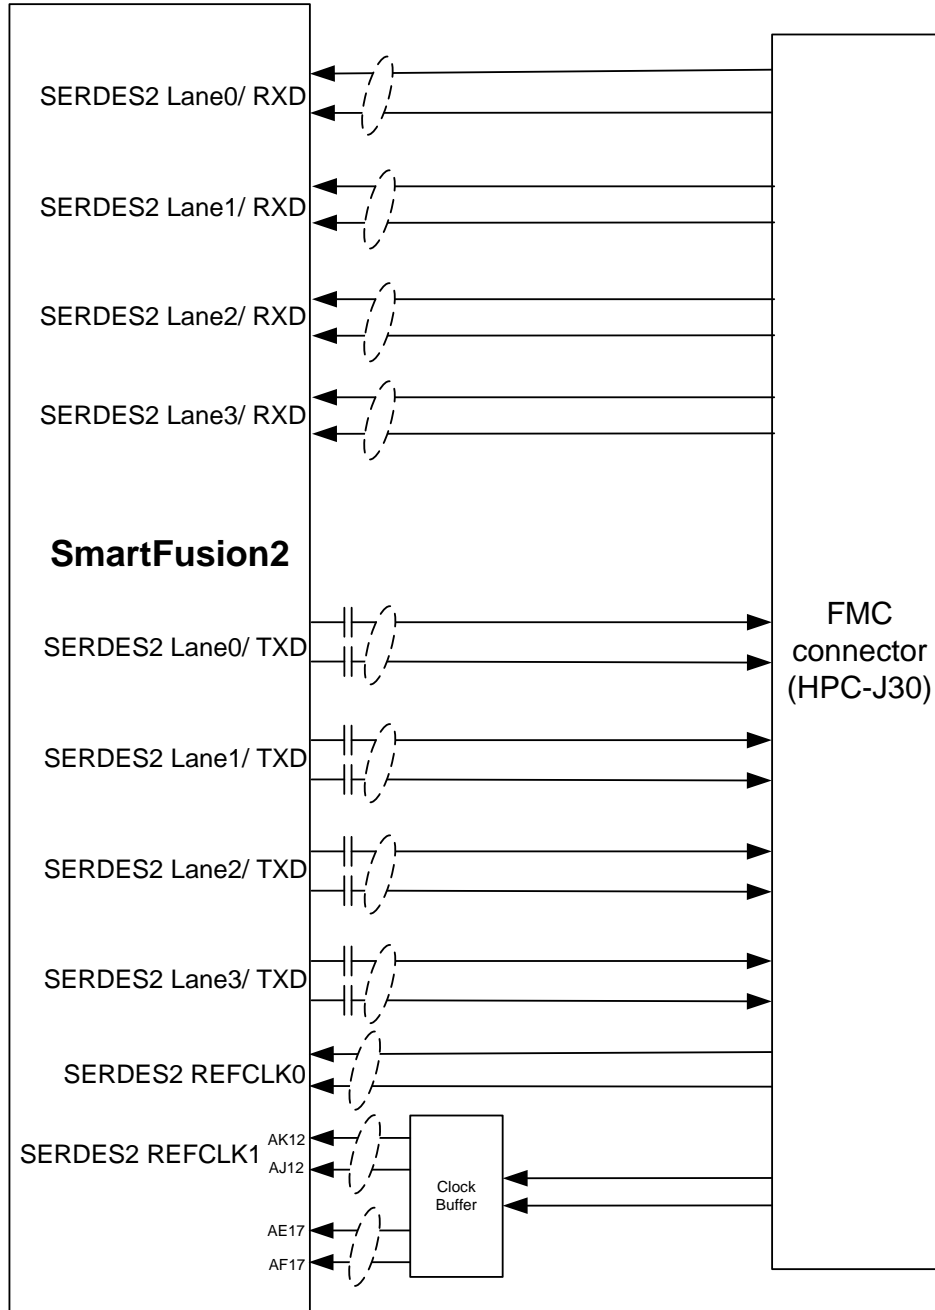 SERDES2 Lane0/ RXD
SERDES2 Lane1/ RXD
SERDES2 Lane2/ RXD
SERDES2 Lane3/ RXD
SmartFusion2
SERDES2 Lane0/ TXD
FMC
connector
(HPC-J30)
SERDES2 Lane1/ TXD
SERDES2 Lane2/ TXD
SERDES2 Lane3/ TXD
SERDES2 REFCLK0
SERDES2 REFCLK1
AK12
AJ12
Clock
Buffer
AE17
AF17